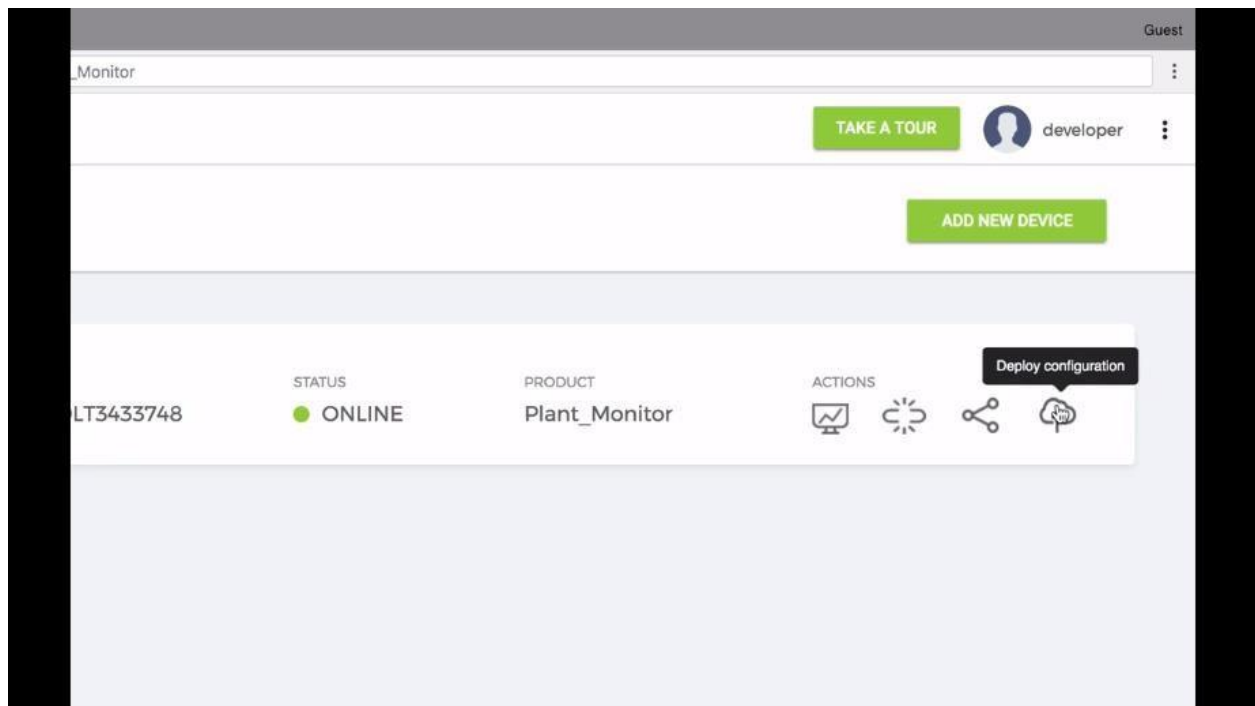 Guest
_Monitor
TAKE A TOUR
developer
ADD NEW DEVICE
Deploy configuration
STATUS
PRODUCT
ACTIONS
LT3433748
ONLINE
Plant_Monitor